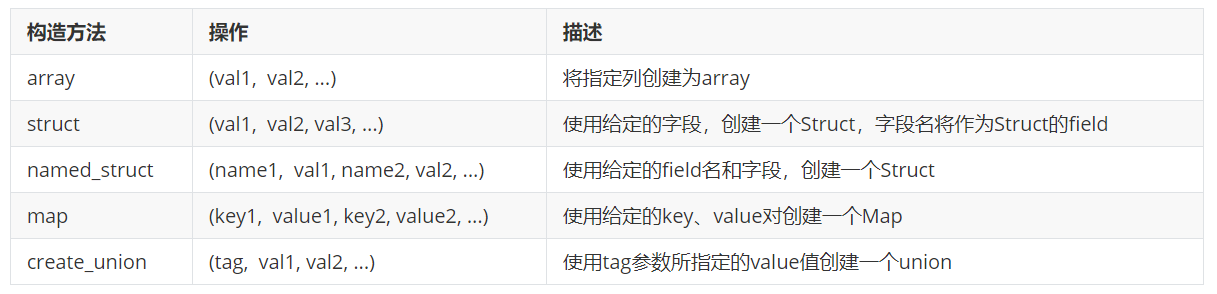 构造方法 操作 描述
array (val1, val2, ...) 将指定列创建为array
struct (val1, val2, val3, ...) 使用给定的字段，创建一个Struct，字段名将作为Struct的field
named_struct (name1, val1, name2, val2, ...) 使用给定的field名和字段，创建一个Struct
map (key1, value1, key2, value2, ...) 使用给定的key、value对创建一个Map
create_union (tag, val1, val2, ...) 使用tag参数所指定的value值创建一个union